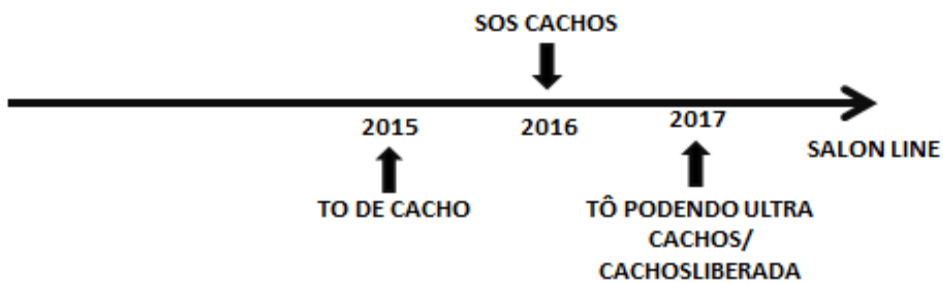 SOS CACHOS
2015
2016
2017
SALON LINE
TO DE CACHO
TÔ PODENDO ULTRA
CACHOS/
CACHOSLIBERADA